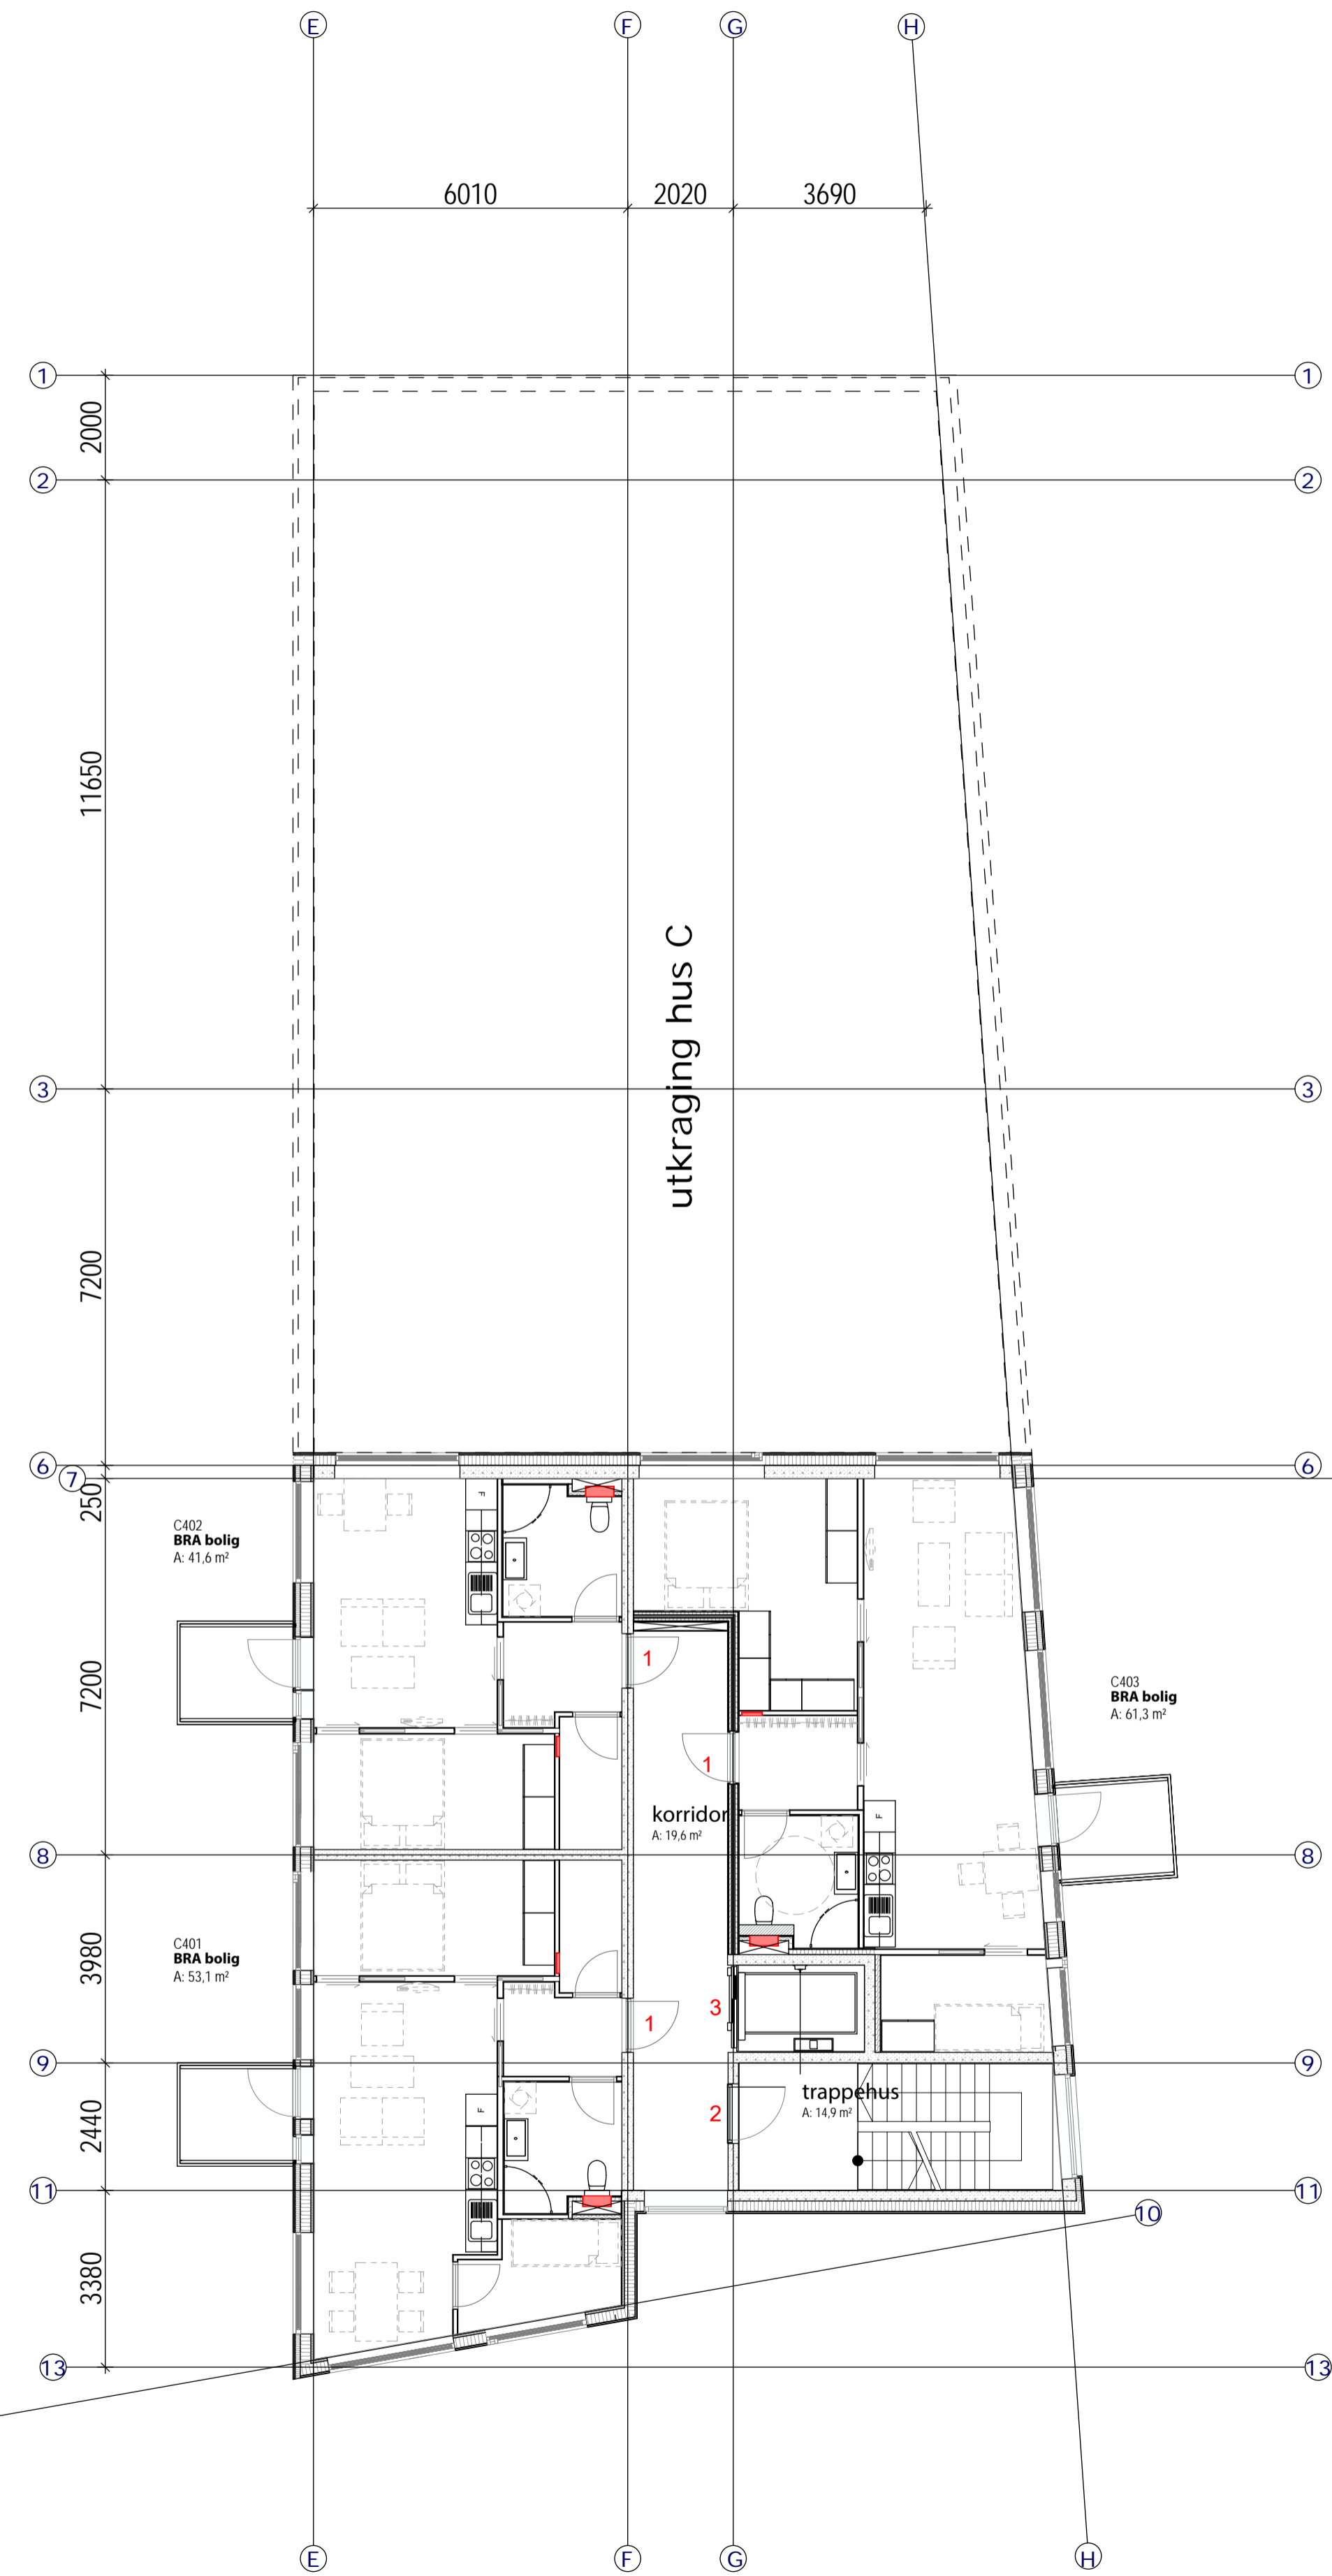 E F G H
6010 2020 3690
1 1
2000
2 2
11650
utkraging hus C
3 3
7200
6 6
7
250
F
C402
BRA bolig
A: 41,6 m²
1
7200
C403
BRA bolig
A: 61,3 m²
1
korridor
A: 19,6 m²
F
8 8
C401
BRA bolig
A: 53,1 m²
3980
3
1
9 9
trappehus
A: 14,9 m²
2
F
2440
11 11
10
3380
13 13
E F G H